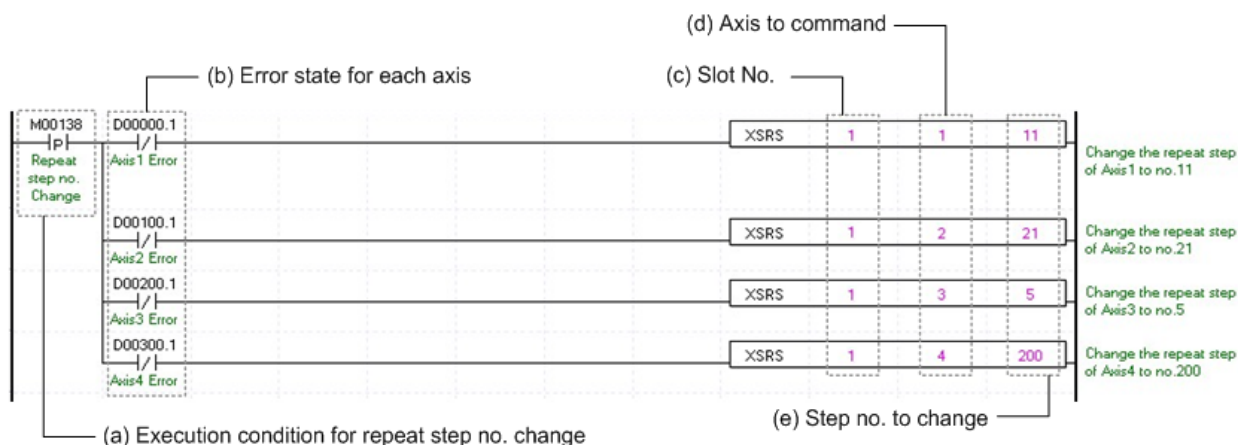 (d) Axis to command
(b) Error state for each axis
(c) Slot No.
M00138
P
Repeat
step no.
Change
D00000.1
Axis1 Error
XSRS 1 1 11
Change the repeat step
of Axis1 to no.11
D00100.1
Axis2 Error
XSRS 1 2 21
Change the repeat step
of Axis2 to no.21
D00200.1
Axis3 Error
XSRS 1 3 5
Change the repeat step
of Axis3 to no.5
D00300.1
Axis4 Error
XSRS 1 4 200
Change the repeat step
of Axis4 to no.200
(e) Step no. to change
(a) Execution condition for repeat step no. change